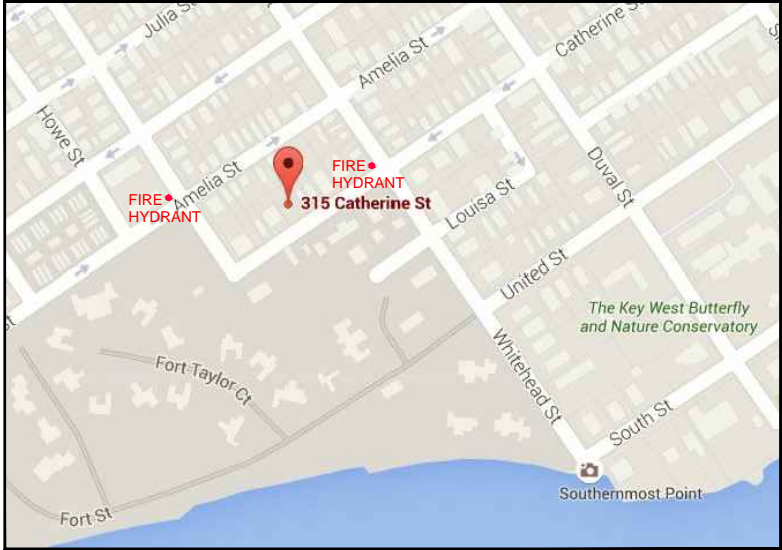 Julia St
Amelia St
Catherine St
Howe St
FIRE
HYDRANT
Amelia St
FIRE
HYDRANT
315 Catherine St
Louisa St
Duval St
United St
The Key West Butterfly
and Nature Conservatory
st
Fort Taylor Ct
Whitehead St
South St
Southernmost Point
Fort St